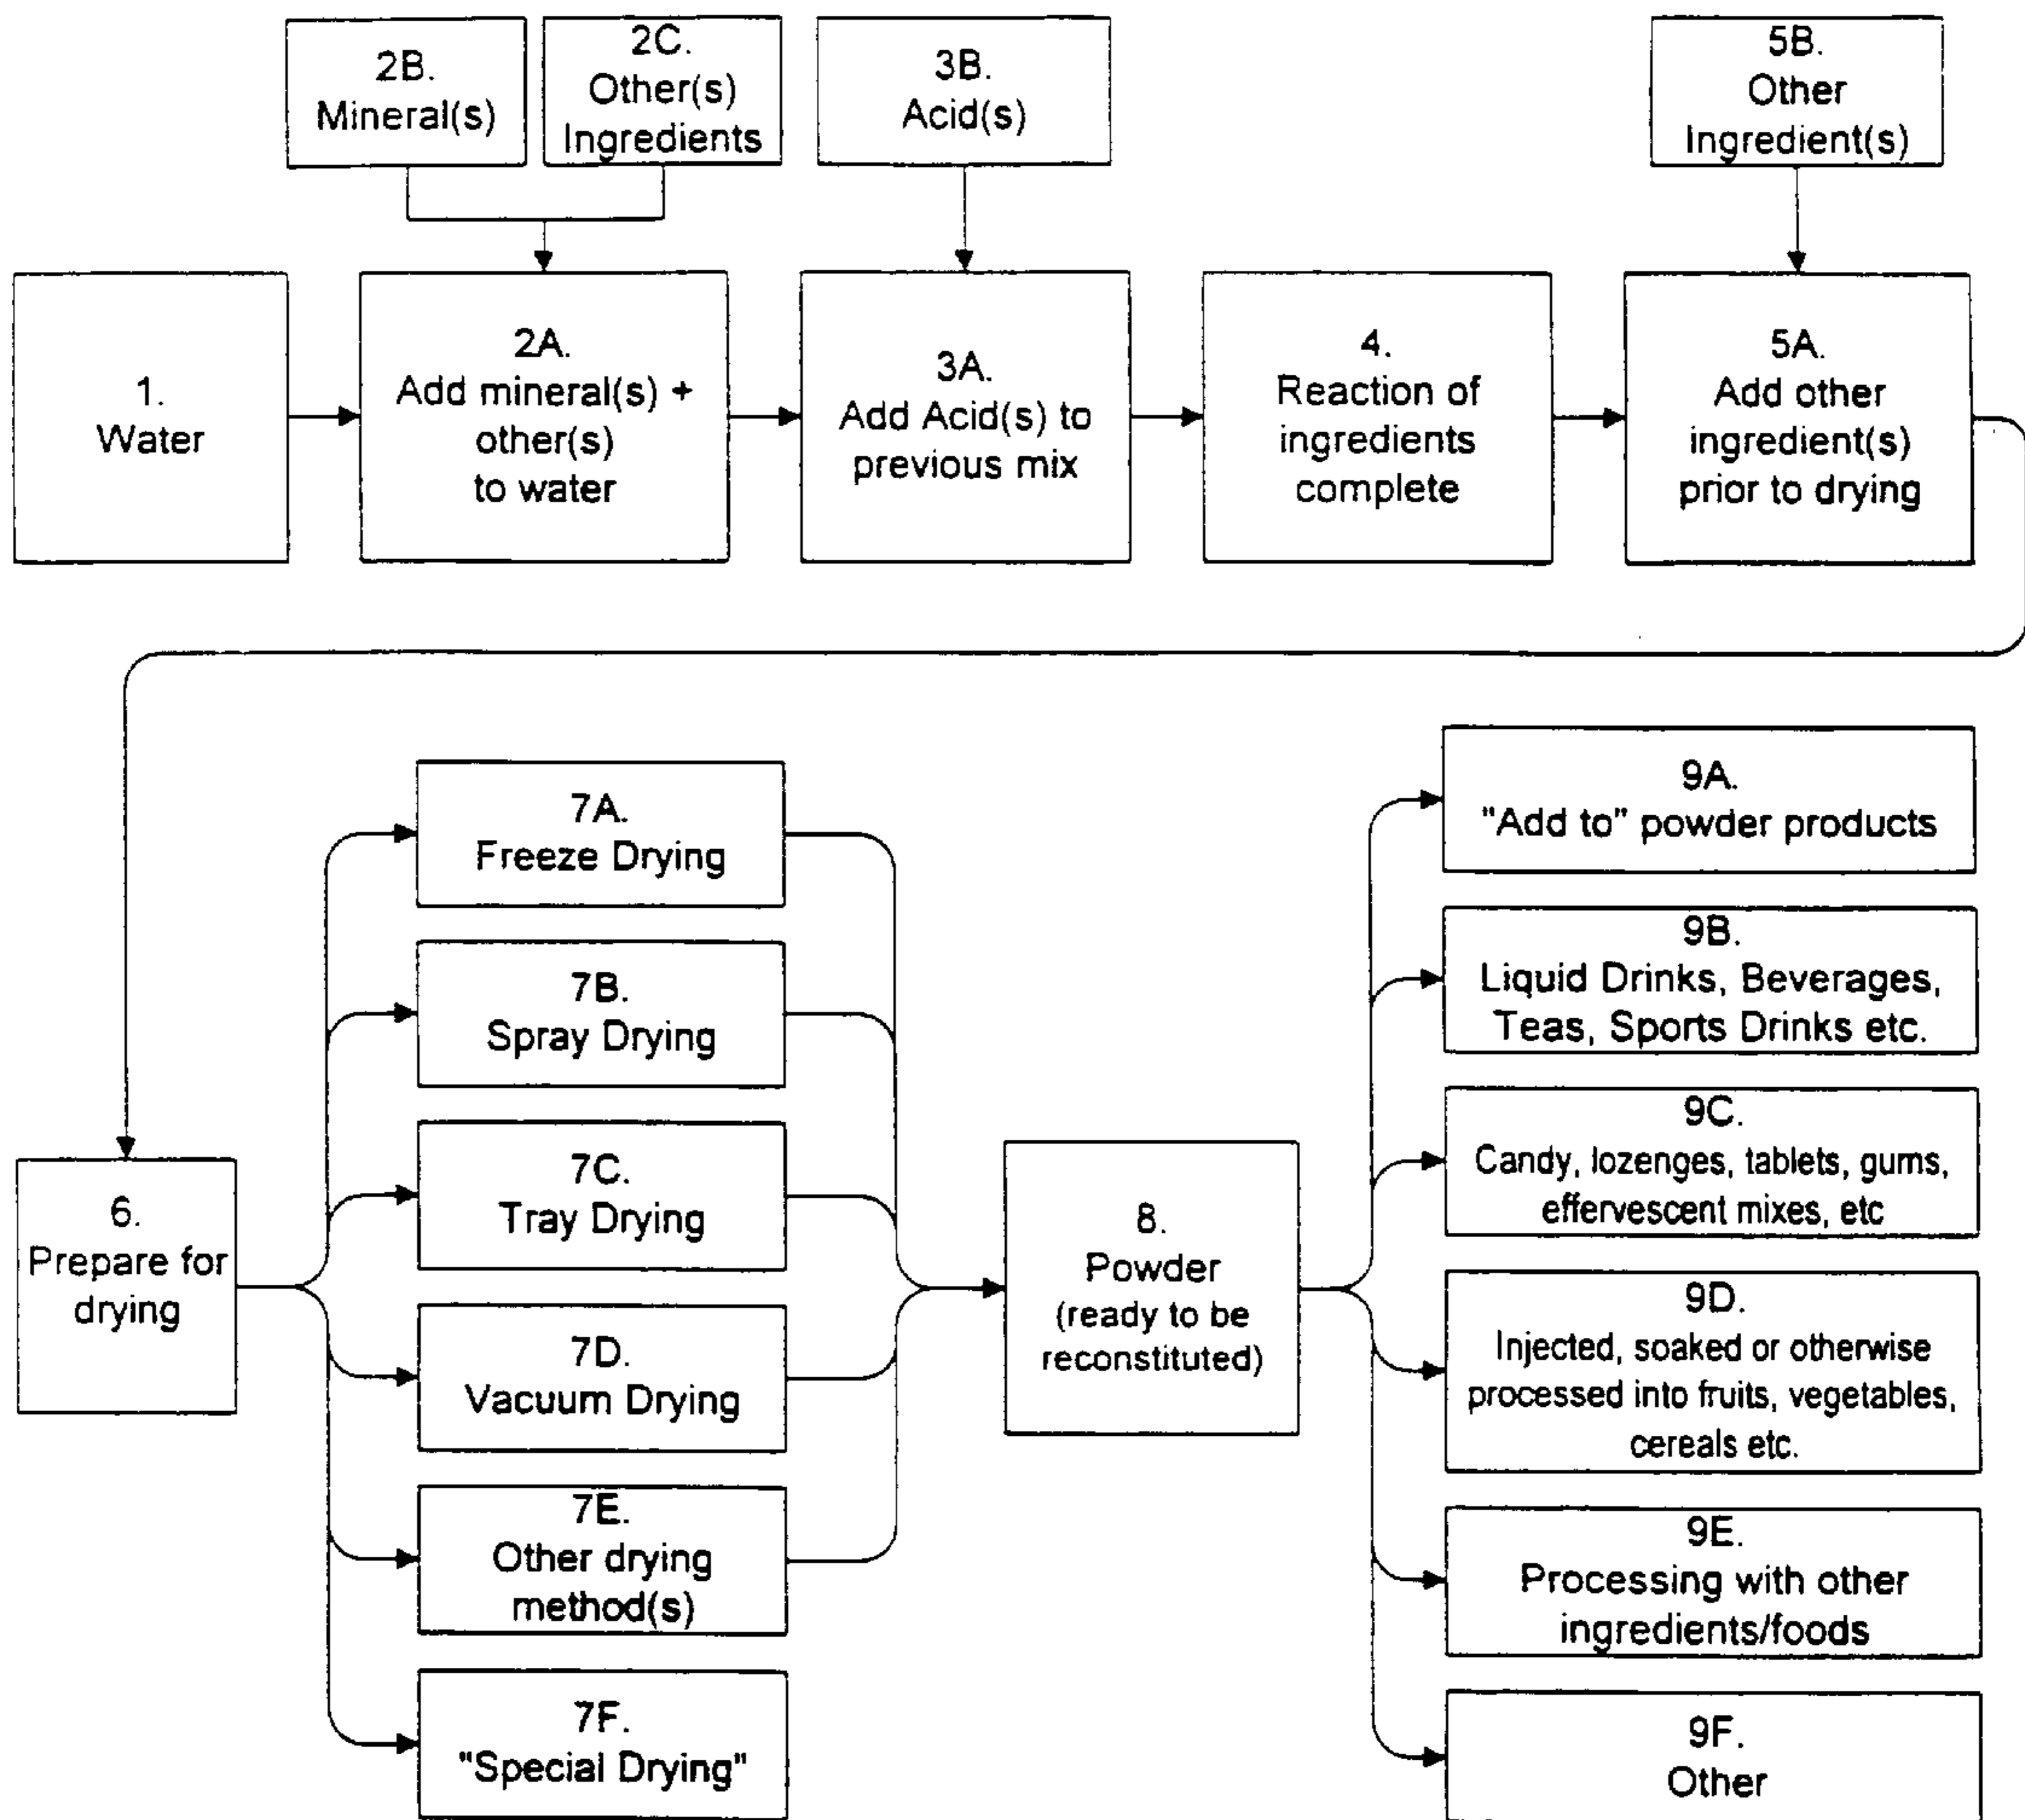 2B.
Mineral(s)
2C.
Other(s)
Ingredients
3B.
Acid(s)
5B.
Other
Ingredient(s)
1.
Water
2A.
Add mineral(s) +
other(s)
to water
3A.
Add Acid(s) to
previous mix
4.
Reaction of
ingredients
complete
5A.
Add other
ingredient(s)
prior to drying
6.
Prepare for
drying
7A.
Freeze Drying
7B.
Spray Drying
7C.
Tray Drying
7D.
Vacuum Drying
7E.
Other drying
method(s)
7F.
"Special Drying"
8.
Powder
(ready to be
reconstituted)
9A.
"Add to" powder products
9B.
Liquid Drinks, Beverages,
Teas, Sports Drinks etc.
9C.
Candy, lozenges, tablets, gums,
effervescent mixes, etc
9D.
Injected, soaked or otherwise
processed into fruits, vegetables,
cereals etc.
9E.
Processing with other
ingredients/foods
9F.
Other